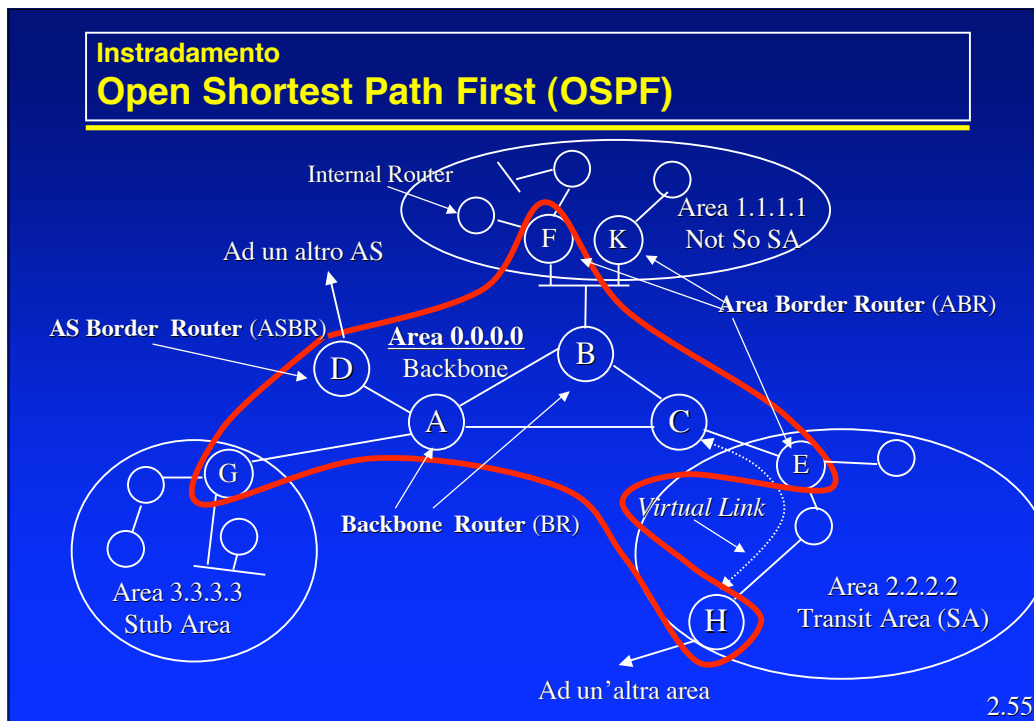 Instradamento
Open Shortest Path First (OSPF)
Internal Router
Area 1.1.1.1
Not So SA
F
K
Ad un altro AS
Area Border Router (ABR)
AS Border Router (ASBR)
Area 0.0.0.0
Backbone
B
D
A
C
G
E
Virtual Link
Backbone Router (BR)
Area 3.3.3.3
Stub Area
Area 2.2.2.2
Transit Area (SA)
H
Ad un'altra area
2.55